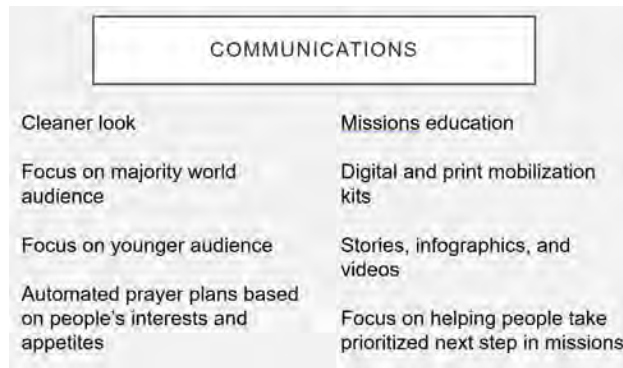 COMMUNICATIONS
Cleaner look
Focus on majority world
audience
Focus on younger audience
Automated prayer plans based
on people's interests and
appetites
Missions education
Digital and print mobilization
kits
Stories, infographics, and
videos
Focus on helping people take
prioritized next step in missions